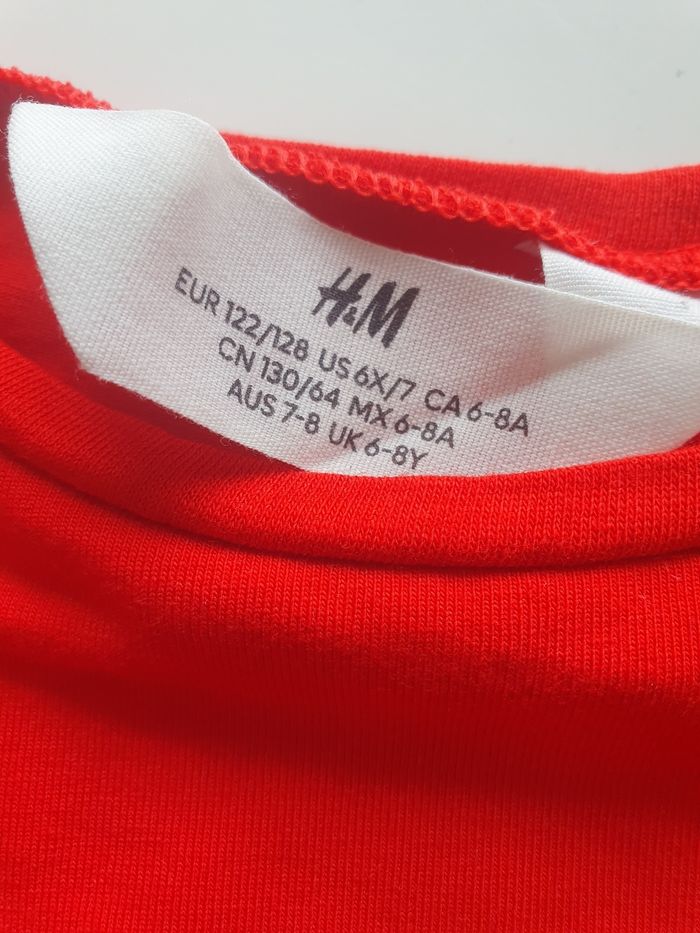 H&M
EUR 122/128 US 6X/7 CA 6-8A
CN 130/64 MX 6-8A
AUS 7-8 UK 6-8Y